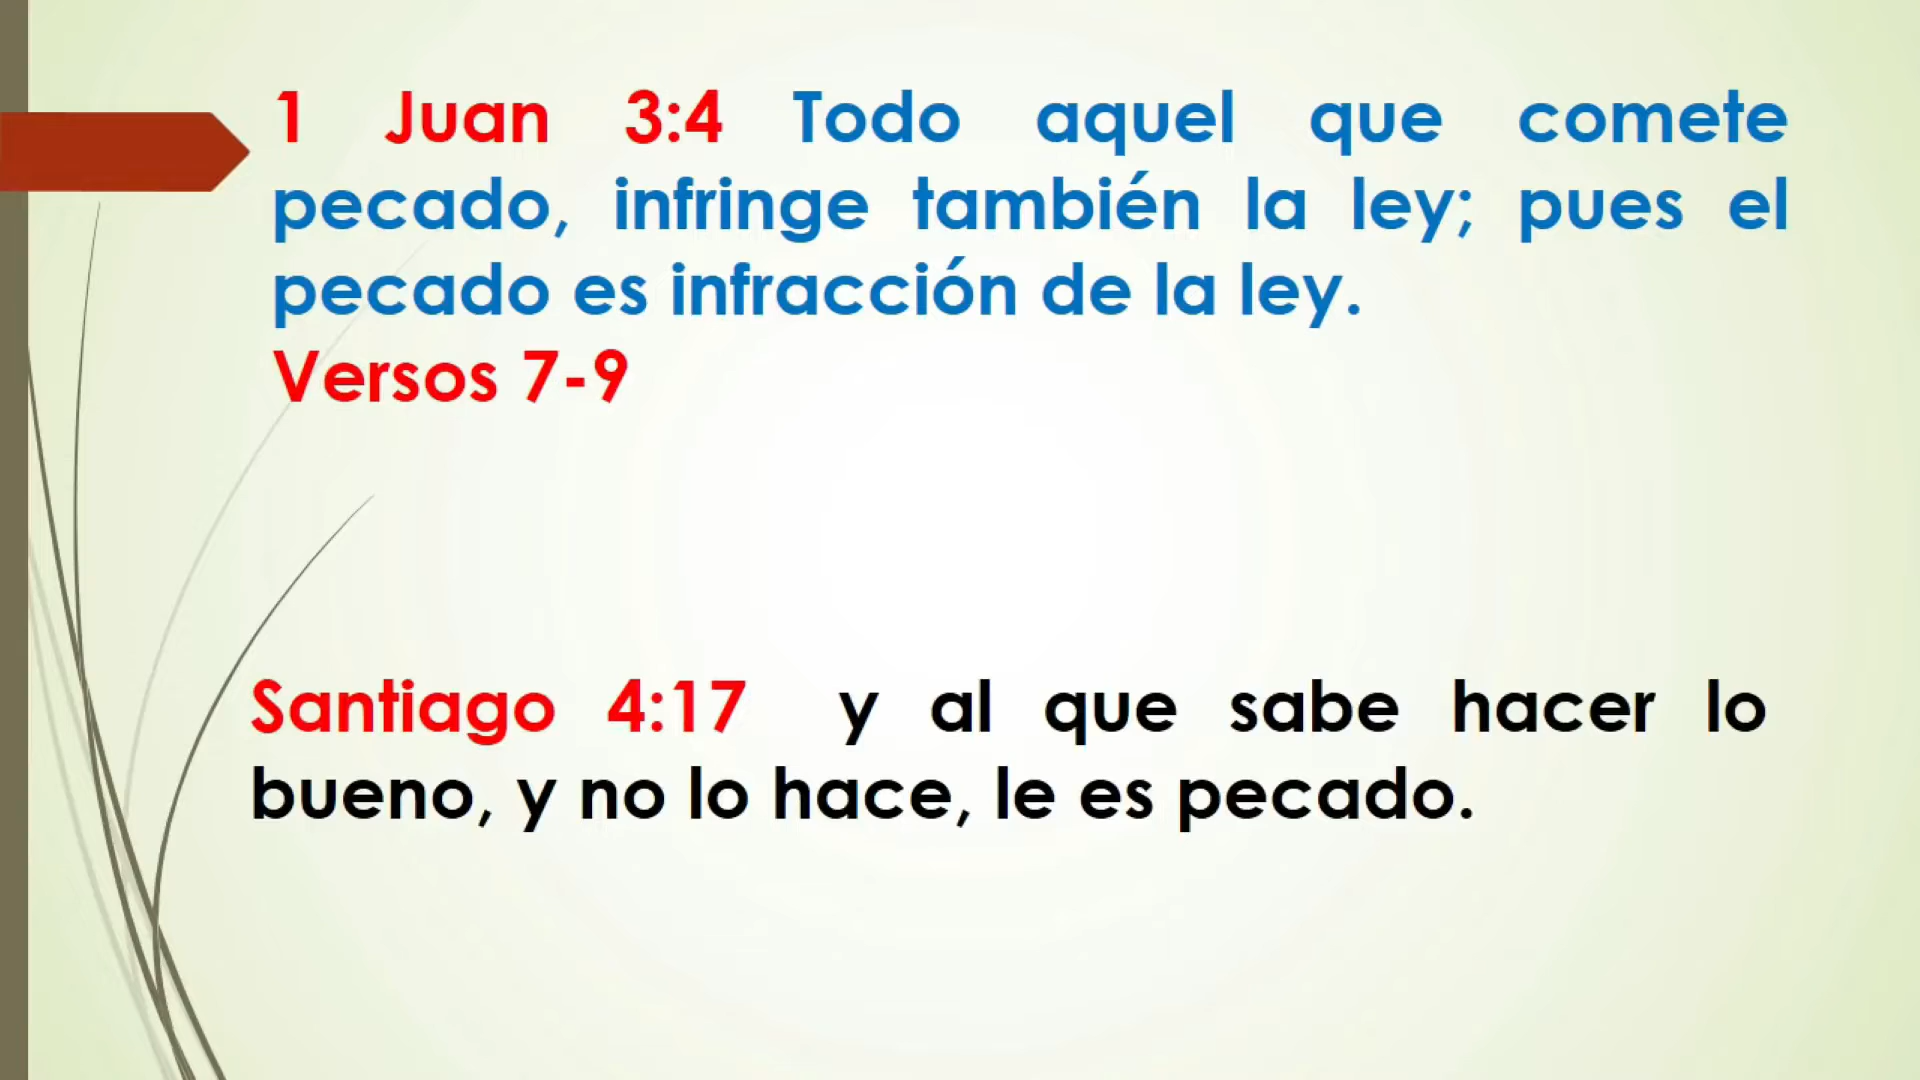 1 Juan 3:4 Todo aquel que comete
pecado, infringe también la ley; pues el
pecado es infracción de la ley.
Versos 7-9
Santiago 4:17 y al que sabe hacer lo
bueno, y no lo hace, le es pecado.